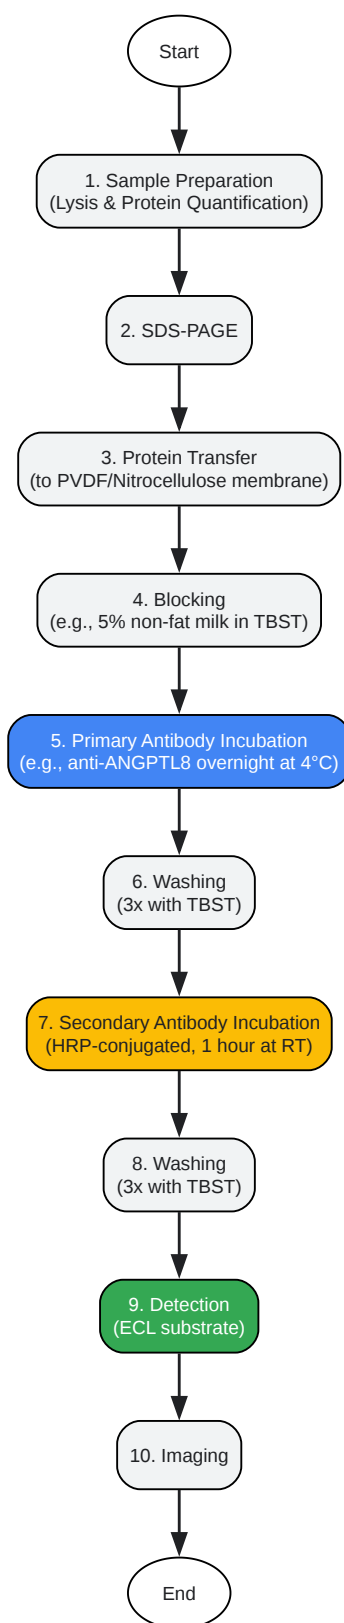 Start
1. Sample Preparation
(Lysis & Protein Quantification)
2. SDS-PAGE
3. Protein Transfer
(to PVDF/Nitrocellulose membrane)
4. Blocking
(e.g., 5% non-fat milk in TBST)
5. Primary Antibody Incubation
(e.g., anti-ANGPTL8 overnight at 4°C)
6. Washing
(3x with TBST)
7. Secondary Antibody Incubation
(HRP-conjugated, 1 hour at RT)
8. Washing
(3x with TBST)
9. Detection
(ECL substrate)
10. Imaging
End